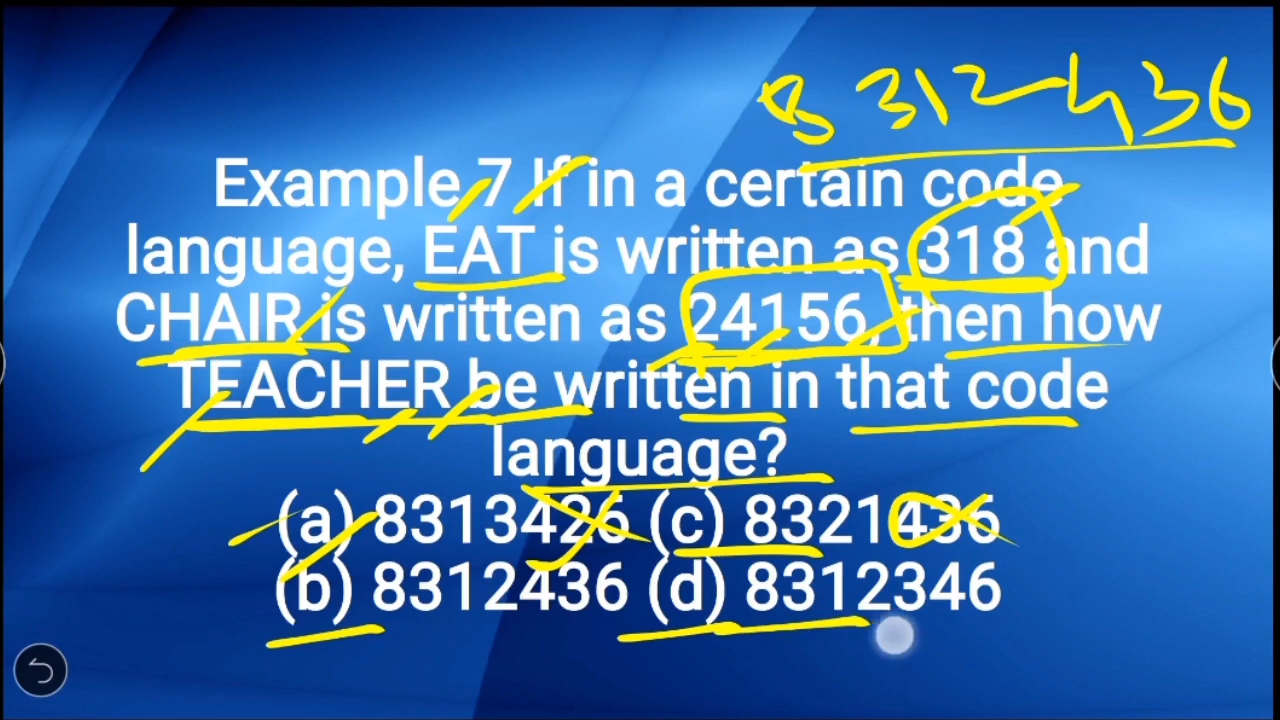 8312436
Example 7 If in a certain code
language, EAT is written as 318 and
CHAIR is written as 24156, then how
TEACHER be written in that code
language?
(a) 8313426 (c) 8321436
(b) 8312436 (d) 8312346